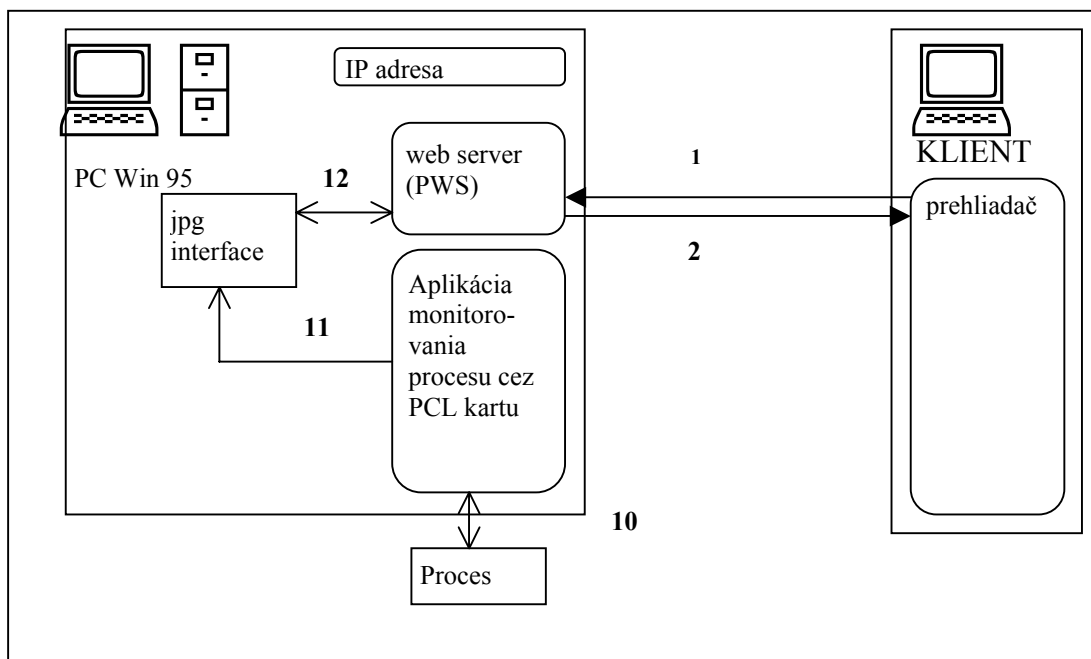 IP adresa
PC Win 95
web server
(PWS)
12
jpg
interface
11
Aplikácia
monitoro-
vania
procesu cez
PCL kartu
10
Proces
1
2
KLIENT
prehliadač